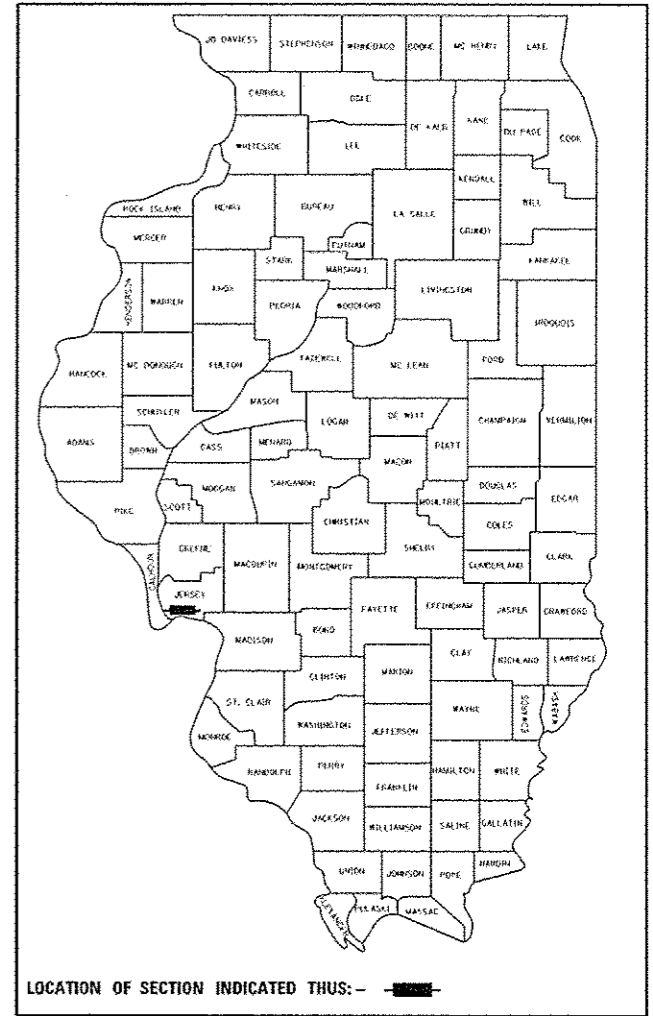 JO DAVIESS STEPHENSON WINNEBAGO BOONE MC HENRY LAKE
CARROLL OGLE DE KALB KANE DU PAGE COOK
WHITESIDE LEE KENDALL WILL
ROCK ISLAND HENRY BUREAU LA SALLE GRUNDY
MERCER PUTNAM KANKAKEE
STARK MARSHALL LIVINGSTON
HENDERSON WARREN KNOX PEORIA WOODFORD IROQUOIS
HANCOCK MC DONOUGH FULTON TAZEWELL MC LEAN FORD
MASON
SCHUYLER LOGAN DE WITT CHAMPAIGN VERMILION
ADAMS BROWN CASS MENARD MACON PIATT
MORGAN SANGAMON DOUGLAS
PIKE SCOTT CHRISTIAN MOULTRIE COLES EDGAR
CALHOUN GREENE MACOUPIN MONTGOMERY SHELBY CUMBERLAND CLARK
JERSEY FAYETTE EFFINGHAM JASPER CRAWFORD
MADISON BOND
CLAY RICHLAND LAWRENCE
CLINTON MARION
ST. CLAIR WAYNE EDWARDS WABASH
MONROE WASHINGTON JEFFERSON
RANDOLPH PERRY HAMILTON WHITE
FRANKLIN
JACKSON WILLIAMSON SALINE GALLATIN
UNION JOHNSON POPE HARDIN
ALEXANDER PULASKI MASSAC
LOCATION OF SECTION INDICATED THUS: –